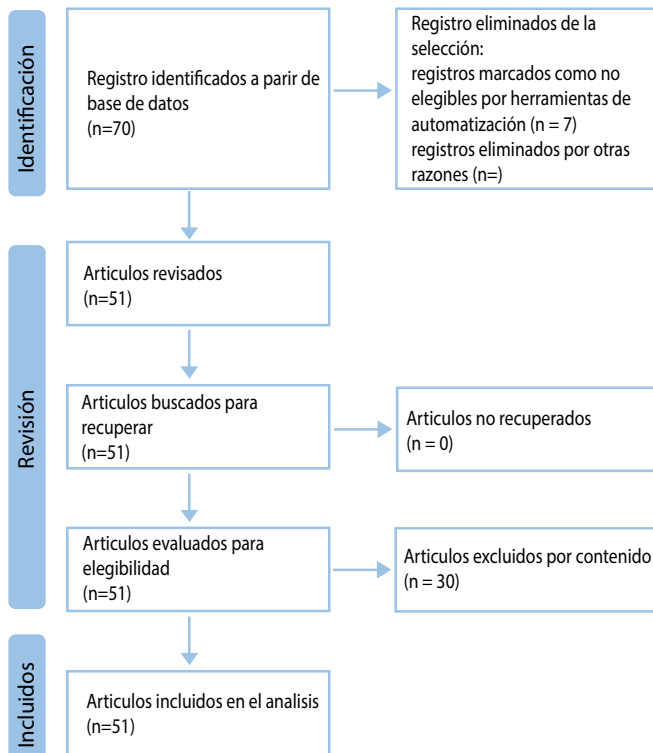 Identificación
Registro identificados a parir de
base de datos
(n=70)
Registro eliminados de la
selección:
registros marcados como no
elegibles por herramientas de
automatización (n = 7)
registros eliminados por otras
razones (n=)
Revisión
Articulos revisados
(n=51)
Articulos buscados para
recuperar
(n=51)
Articulos no recuperados
(n = 0)
Articulos evaluados para
elegibilidad
(n=51)
Articulos excluidos por contenido
(n = 30)
Incluidos
Articulos incluidos en el analisis
(n=51)